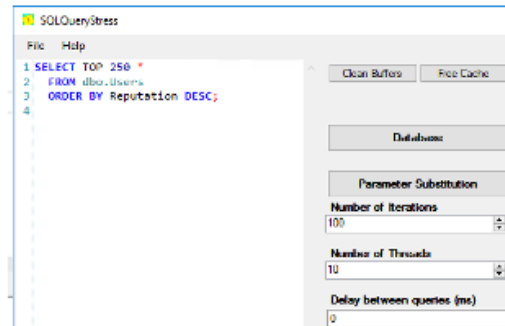 SQLQueryStress
File Help
1 SELECT TOP 250 *
2 FROM dbo.Users
3 ORDER BY Reputation DESC;
4
Clean Buffers Free Cache
Database
Parameter Substitution
Number of Iterations
100
Number of Threads
10
Delay between queries (ms)
0